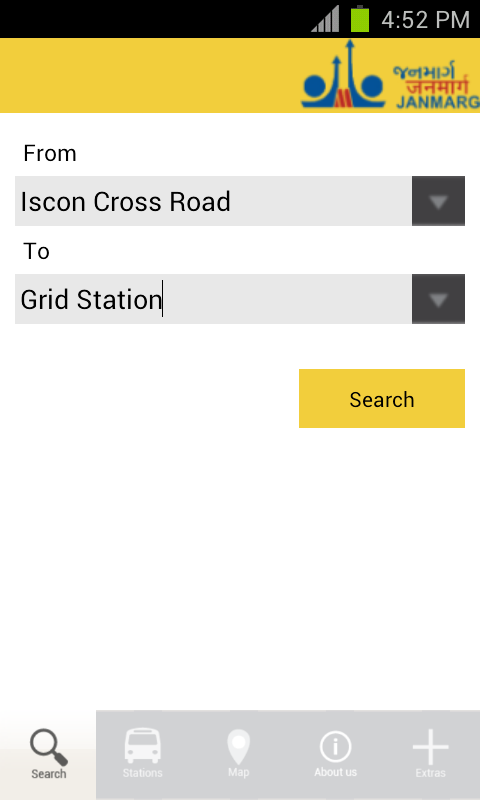 4:52 PM
જનમાર્ગ
जनमार्ग
JANMARG
From
Iscon Cross Road
To
Grid Station
Search
Search
Stations
Map
About us
Extras